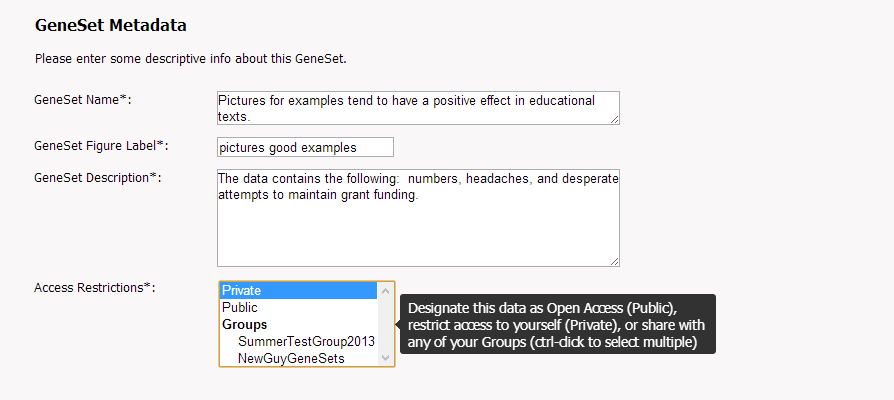 GeneSet Metadata
Please enter some descriptive info about this GeneSet.
GeneSet Name*:
Pictures for examples tend to have a positive effect in educational
texts.
GeneSet Figure Label*:
pictures good examples
GeneSet Description*:
The data contains the following:  numbers, headaches, and desperate
attempts to maintain grant funding.
Access Restrictions*:
Private
Public
Groups
SummerTestGroup2013
NewGuyGeneSets
Designate this data as Open Access (Public),
restrict access to yourself (Private), or share with
any of your Groups (ctrl-click to select multiple)